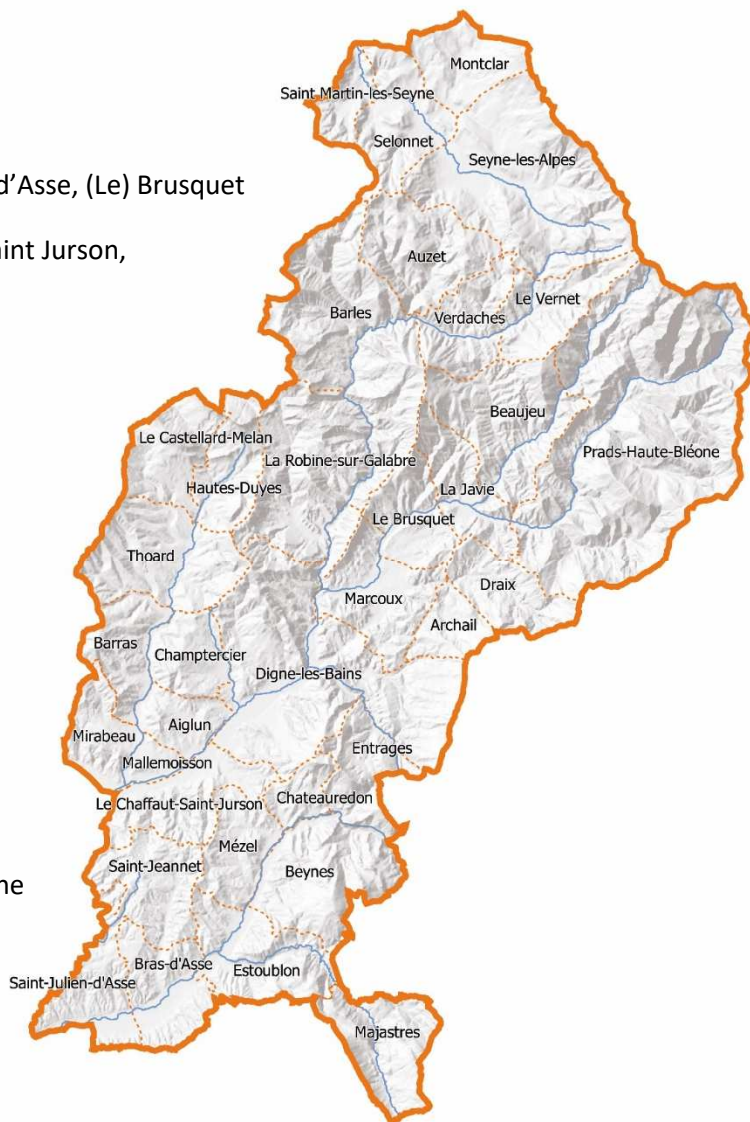 Montclar
Saint Martin-les-Seyne
Selonnet
Seyne-les-Alpes
d’Asse, (Le) Brusquet
int Jurson,
Auzet
Le Vernet
Barles
Verdaches
Beaujeu
Le Castellard-Melan
Prads-Haute-Bléone
La Robine-sur-Galabre
Hautes-Duyes
La Javie
Le Brusquet
Thoard
Draix
Marcoux
Archail
Barras
Champtercier
Digne-les-Bains
Aiglun
Mirabeau
Entrages
Mallemoisson
Chateauredon
Le Chaffaut-Saint-Jurson
Mézel
Saint-Jeannet
Beynes
ne
Bras-d'Asse
Estoublon
Saint-Julien-d'Asse
Majastres